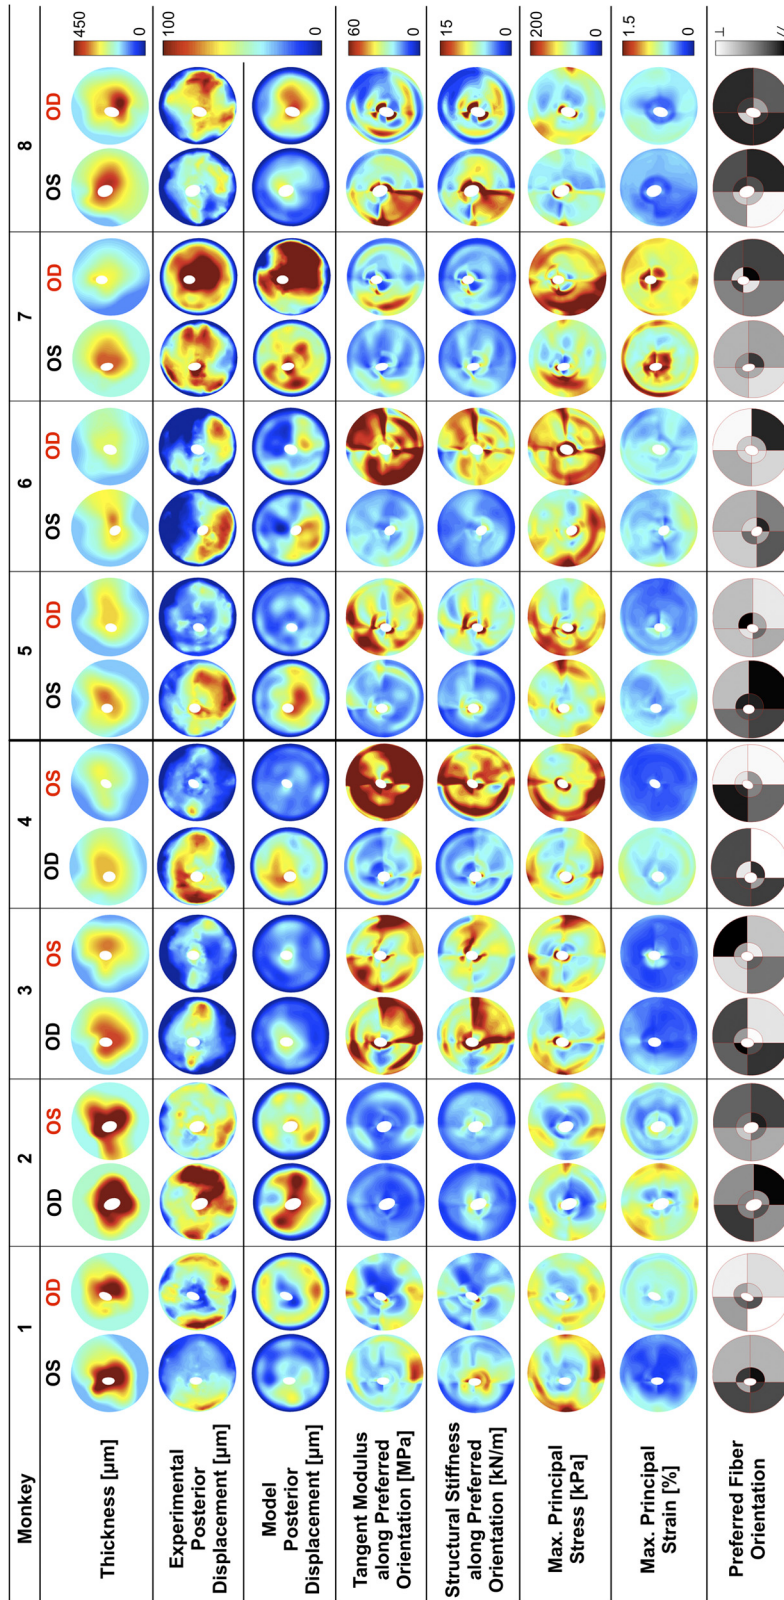 Monkey 1 2 3 4 5 6 7 8
OS OD OD OS OD OS OD OS OS OD OS OD OS OD OS OD
Thickness [µm]
450
0
Experimental
Posterior
Displacement [µm]
100
Model
Posterior
Displacement [µm]
0
Tangent Modulus
along Preferred
Orientation [MPa]
60
0
Structural Stiffness
along Preferred
Orientation [kN/m]
15
0
Max. Principal
Stress [kPa]
200
0
Max. Principal
Strain [%]
1.5
0
Preferred Fiber
Orientation
⊥
//